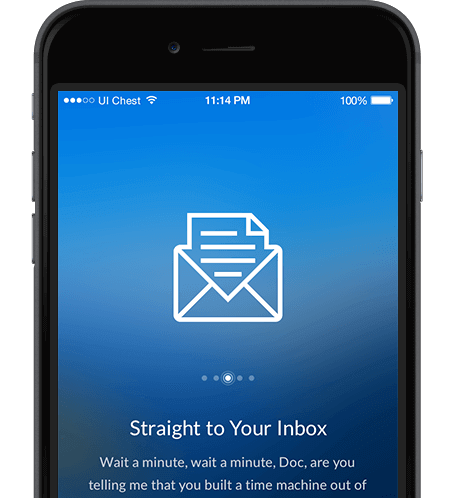 UI Chest 11:14 PM 100%
Straight to Your Inbox
Wait a minute, wait a minute, Doc, are you
telling me that you built a time machine out of